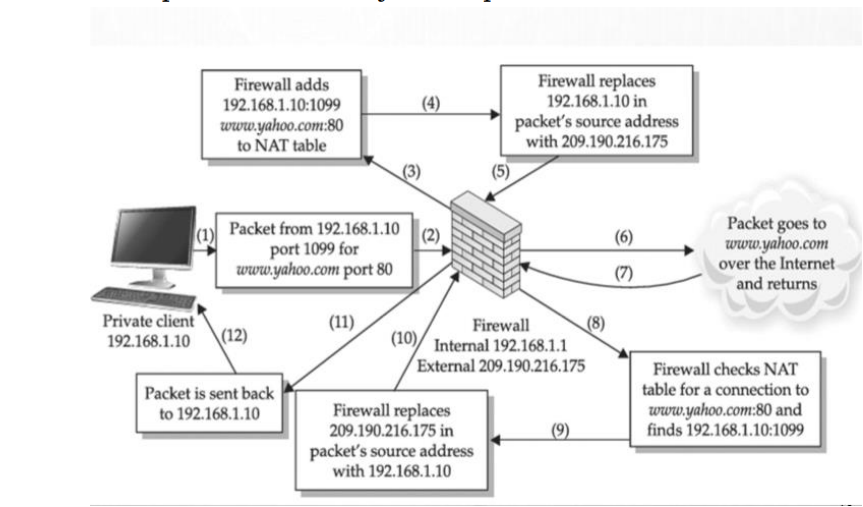 Firewall adds
192.168.1.10:1099
www.yahoo.com:80
to NAT table
(4)
Firewall replaces
192.168.1.10 in
packet's source address
with 209.190.216.175
(3)
(5)
(1)
Packet from 192.168.1.10
port 1099 for
www.yahoo.com port 80
(2)
(6)
(7)
Packet goes to
www.yahoo.com
over the Internet
and returns
Private client
192.168.1.10
(12)
(11)
(10)
Firewall
Internal 192.168.1.1
External 209.190.216.175
(8)
Packet is sent back
to 192.168.1.10
Firewall replaces
209.190.216.175 in
packet's source address
with 192.168.1.10
(9)
Firewall checks NAT
table for a connection to
www.yahoo.com:80 and
finds 192.168.1.10:1099